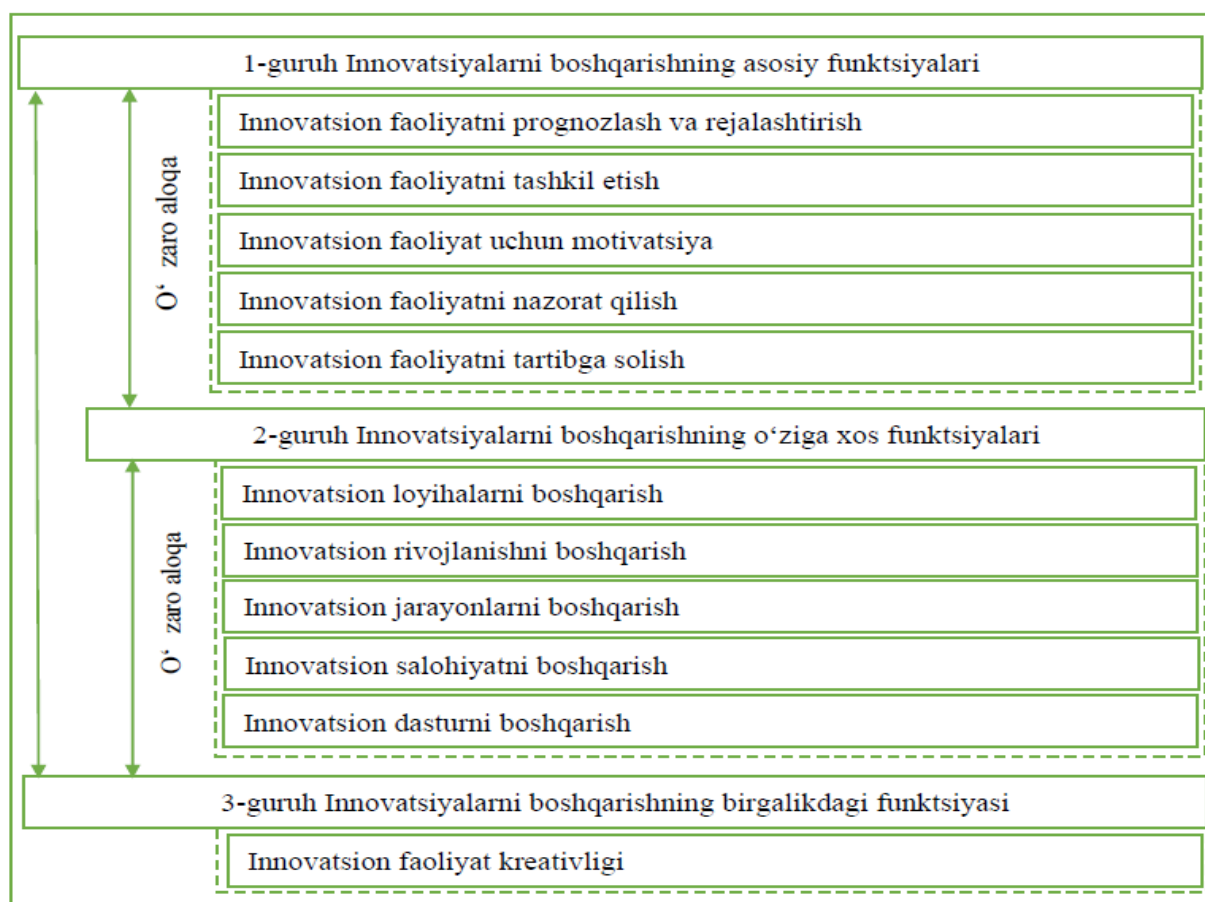 1-guruh Innovatsiyalarni boshqarishning asosiy funktsiyalari
Innovatsion faoliyatni prognozlash va rejalashtirish
Innovatsion faoliyatni tashkil etish
Innovatsion faoliyat uchun motivatsiya
Innovatsion faoliyatni nazorat qilish
Innovatsion faoliyatni tartibga solish
O‘ zaro aloqa
2-guruh Innovatsiyalarni boshqarishning o‘ziga xos funktsiyalari
Innovatsion loyihalarni boshqarish
Innovatsion rivojlanishni boshqarish
Innovatsion jarayonlarni boshqarish
Innovatsion salohiyatni boshqarish
Innovatsion dasturni boshqarish
O‘ zaro aloqa
3-guruh Innovatsiyalarni boshqarishning birgalikdagi funktsiyasi
Innovatsion faoliyat kreativligi